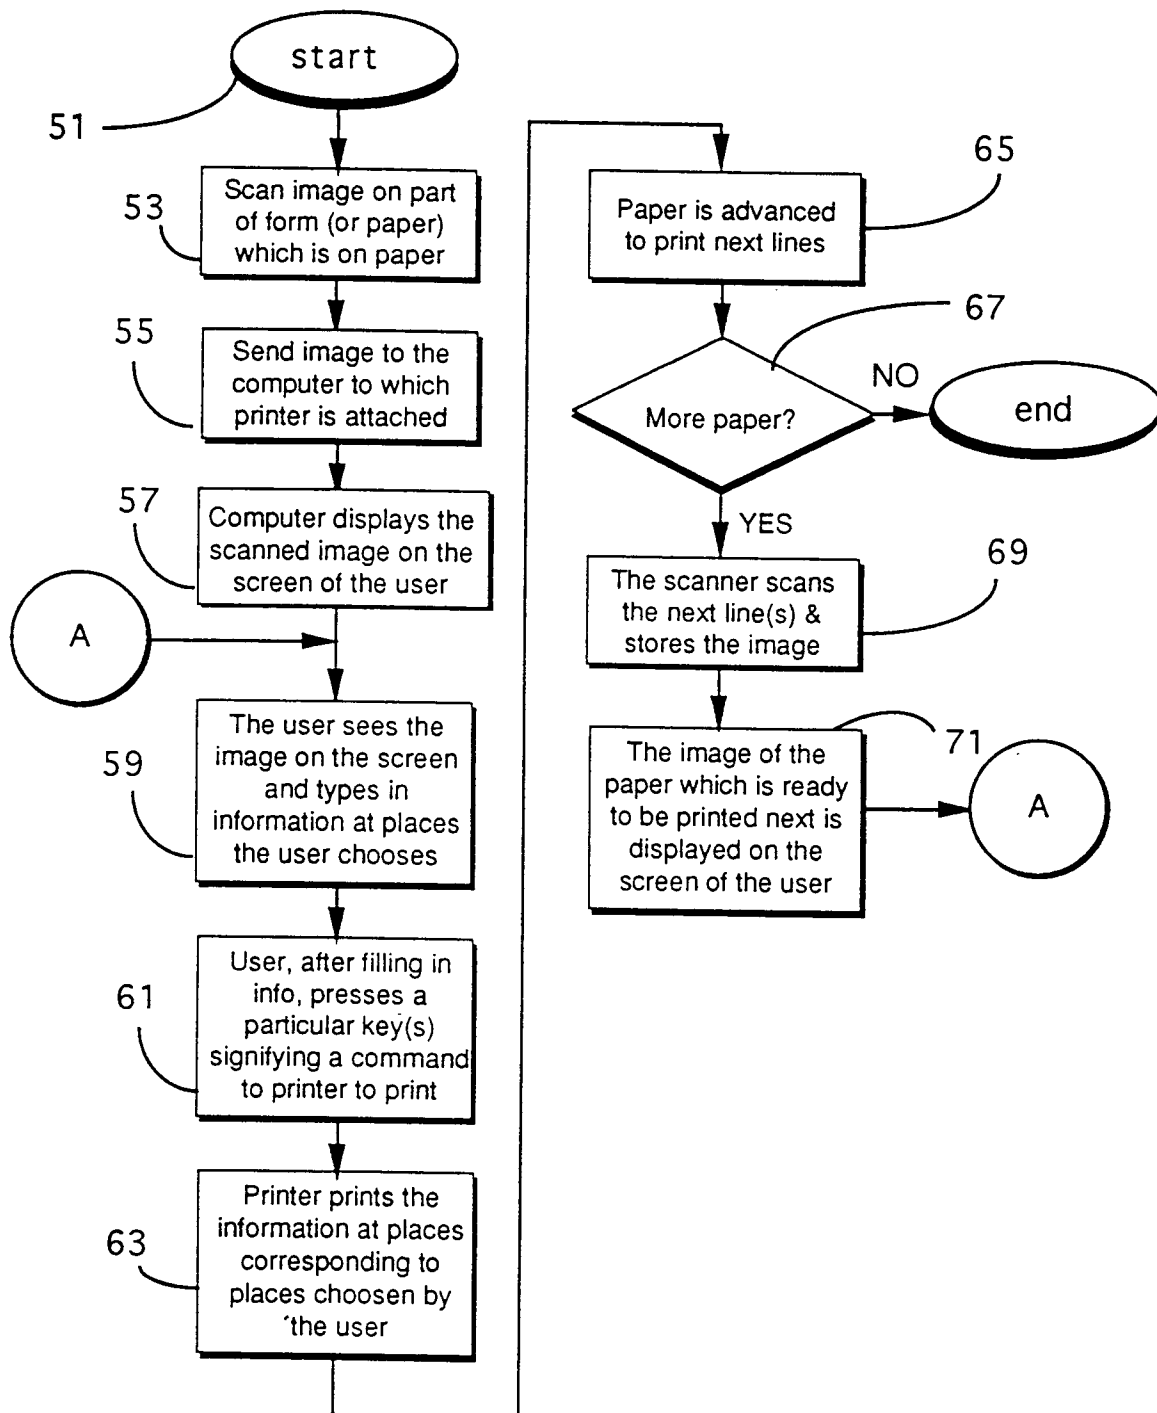 start
51
Scan image on part
of form (or paper)
which is on paper
53
Send image to the
computer to which
printer is attached
55
Computer displays the
scanned image on the
screen of the user
57
A
The user sees the
image on the screen
and types in
information at places
the user chooses
59
User, after filling in
info, presses a
particular key(s)
signifying a command
to printer to print
61
Printer prints the
information at places
corresponding to
places choosen by
the user
63
Paper is advanced
to print next lines
65
More paper?
67
NO
end
YES
The scanner scans
the next line(s) &
stores the image
69
The image of the
paper which is ready
to be printed next is
displayed on the
screen of the user
71
A